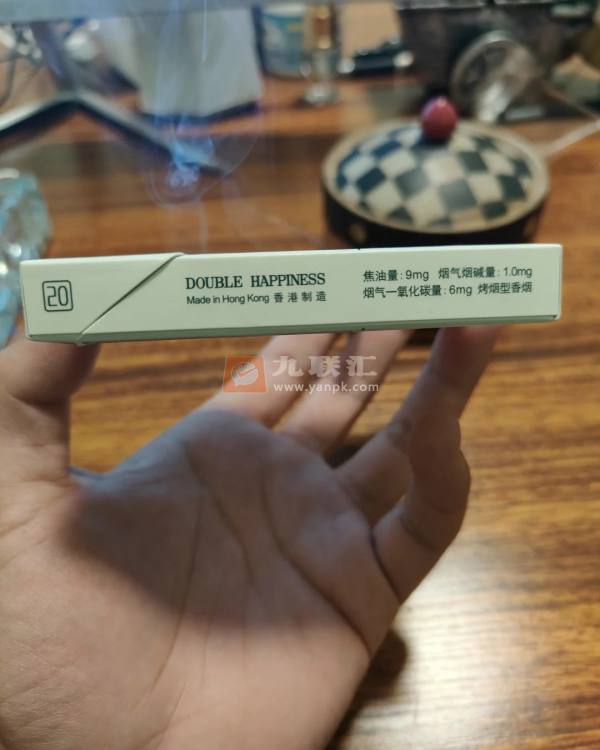 20
DOUBLE HAPPINESS
Made in Hong Kong 香港制造
焦油量:9mg 烟气烟碱量:1.0mg
烟气一氧化碳量:6mg 烤烟型香烟
九联汇
www.yanpk.com